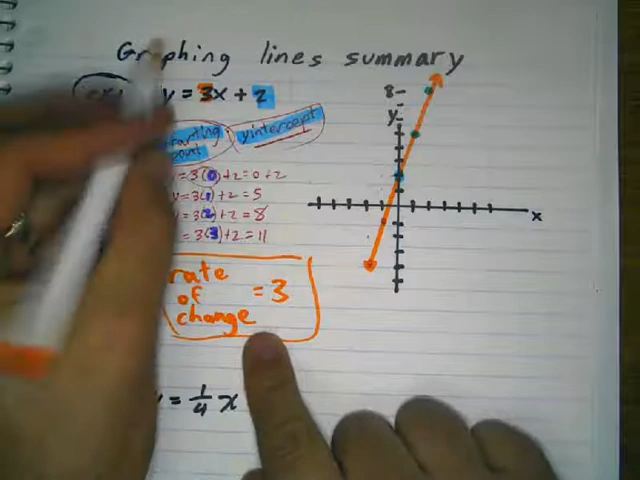 Graphing lines summary
y = 3x + 2
y intercept
point
= 3(0)+2=0+2
= 3(1)+2=5
= 3(2)+2=8
= 3(3)+2=11
rate
of = 3
change
= 1/4 x
8
y
x